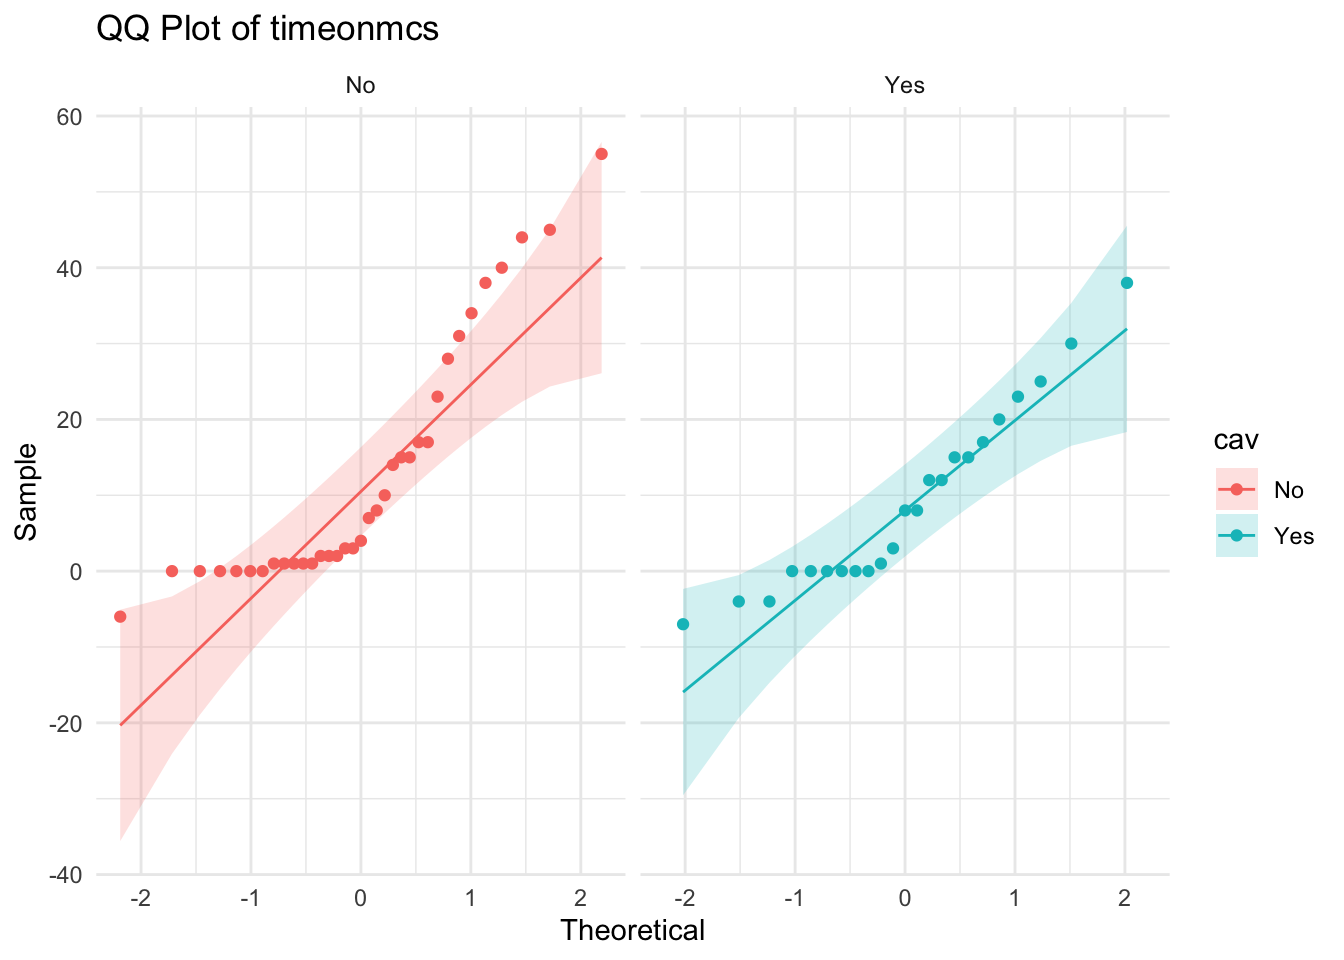 QQ Plot of timeonmcs
No
Yes
60
40
20
0
-20
-40
Sample
-2 -1 0 1 2
-2 -1 0 1 2
Theoretical
cav
No
Yes